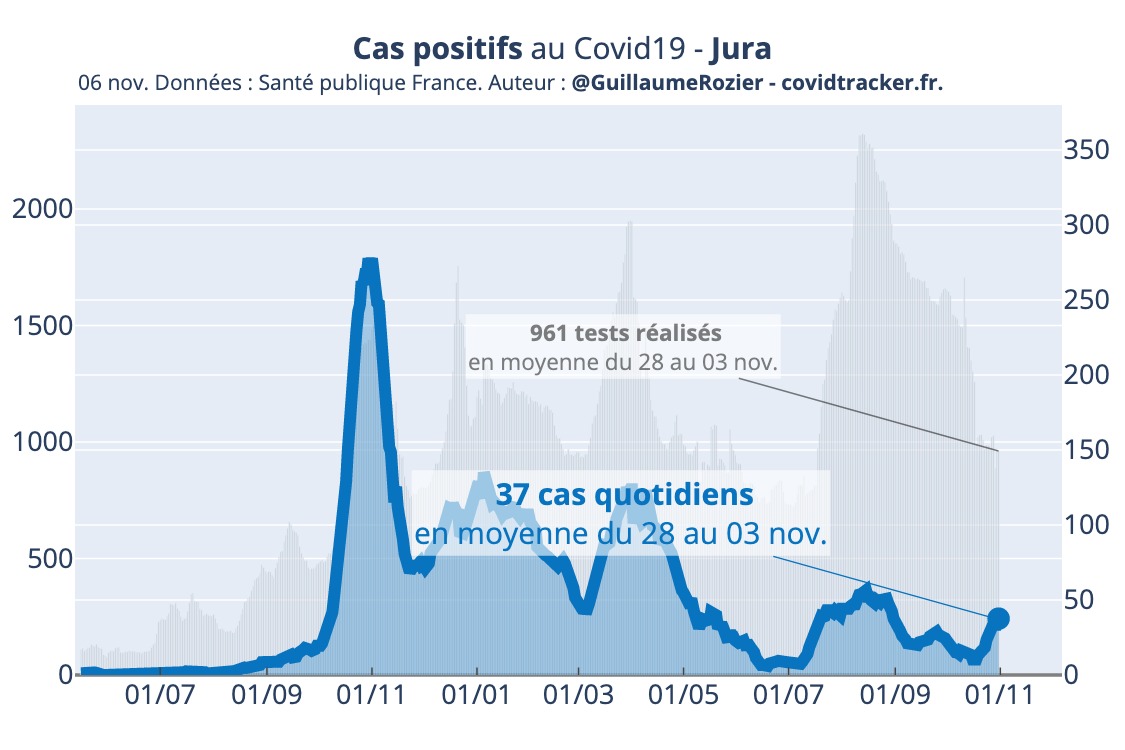 Cas positifs au Covid19 - Jura
06 nov. Données : Santé publique France. Auteur : @GuillaumeRozier - covidtracker.fr.
350
2000
300
250
1500
961 tests réalisés
en moyenne du 28 au 03 nov.
200
1000
150
37 cas quotidiens
en moyenne du 28 au 03 nov.
100
500
50
0
0
01/07 01/09 01/11 01/01 01/03 01/05 01/07 01/09 01/11